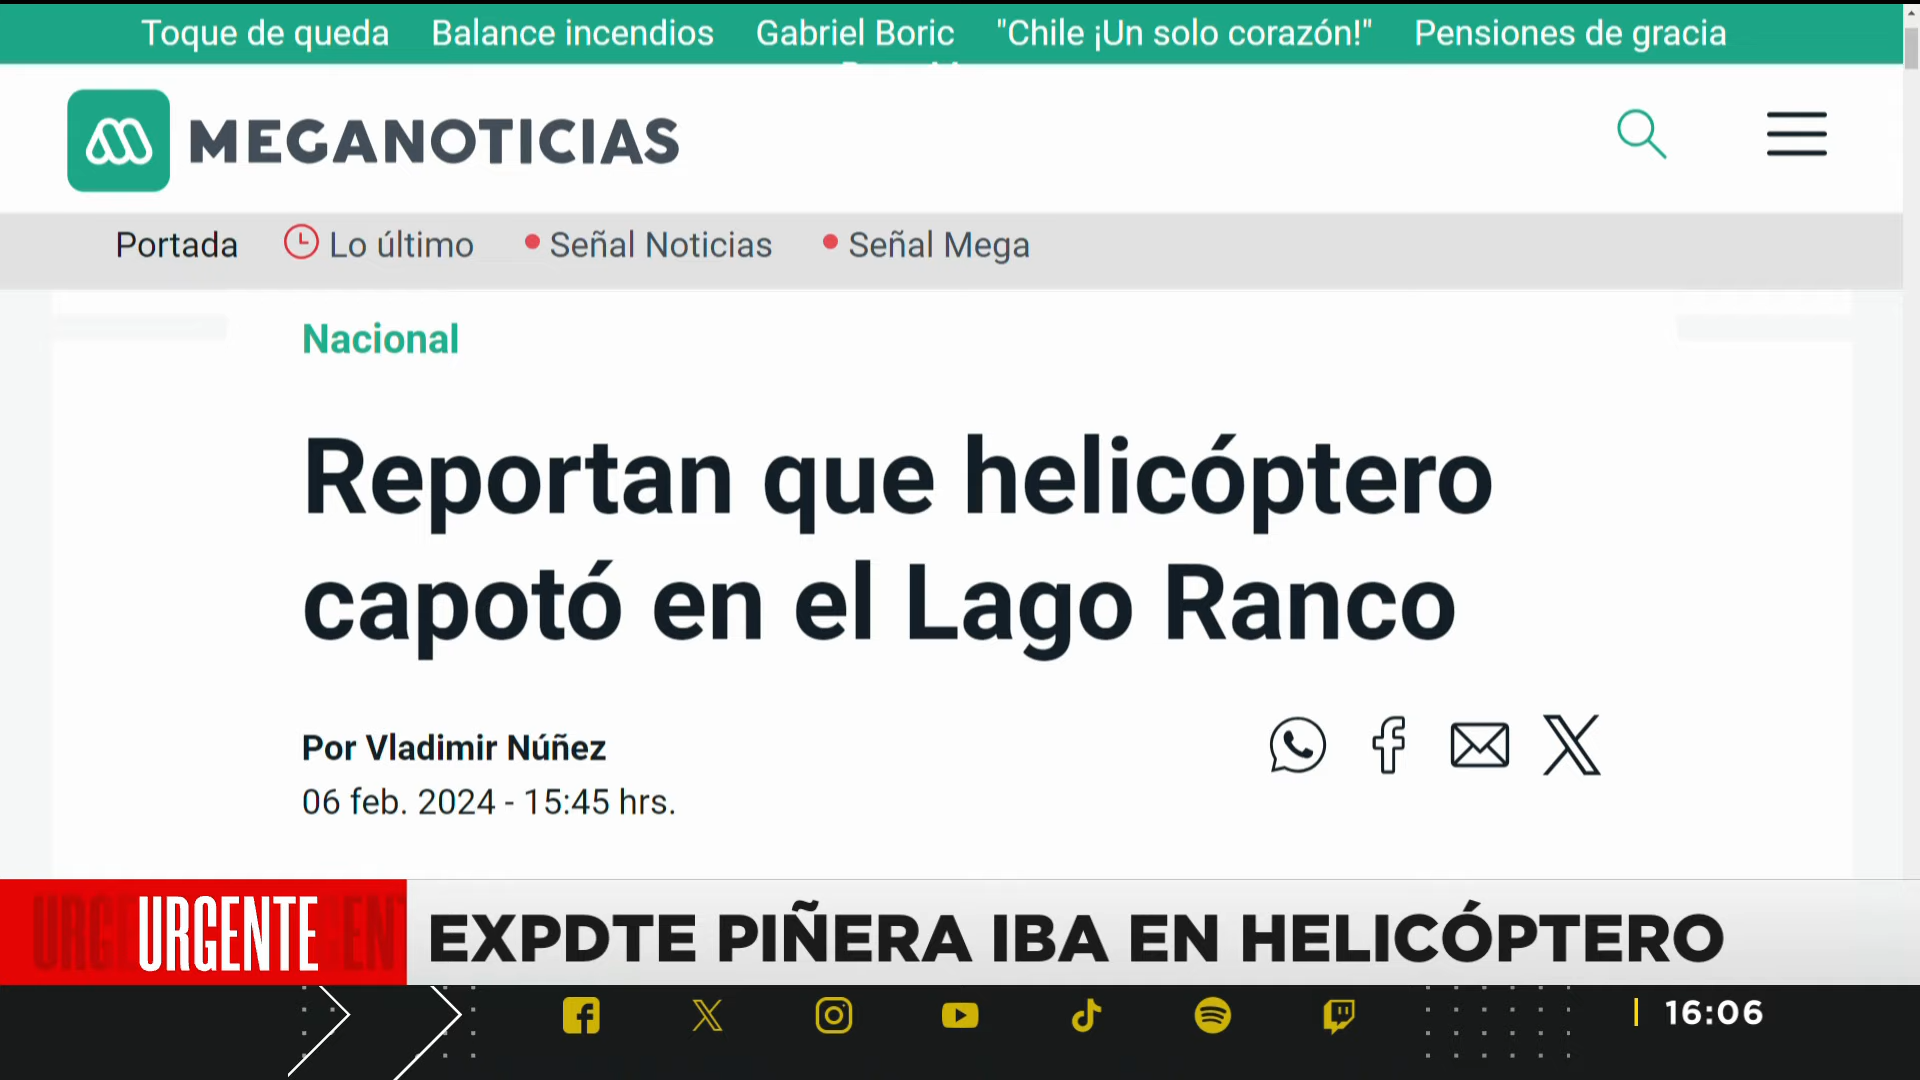 Toque de queda Balance incendios Gabriel Boric "Chile ¡Un solo corazón!" Pensiones de gracia
MEGANOTICIAS
Portada Lo último Señal Noticias Señal Mega
Nacional
Reportan que helicóptero
capotó en el Lago Ranco
Por Vladimir Núñez
06 feb. 2024 - 15:45 hrs.
URGENTE EXPDTE PIÑERA IBA EN HELICÓPTERO
16:06